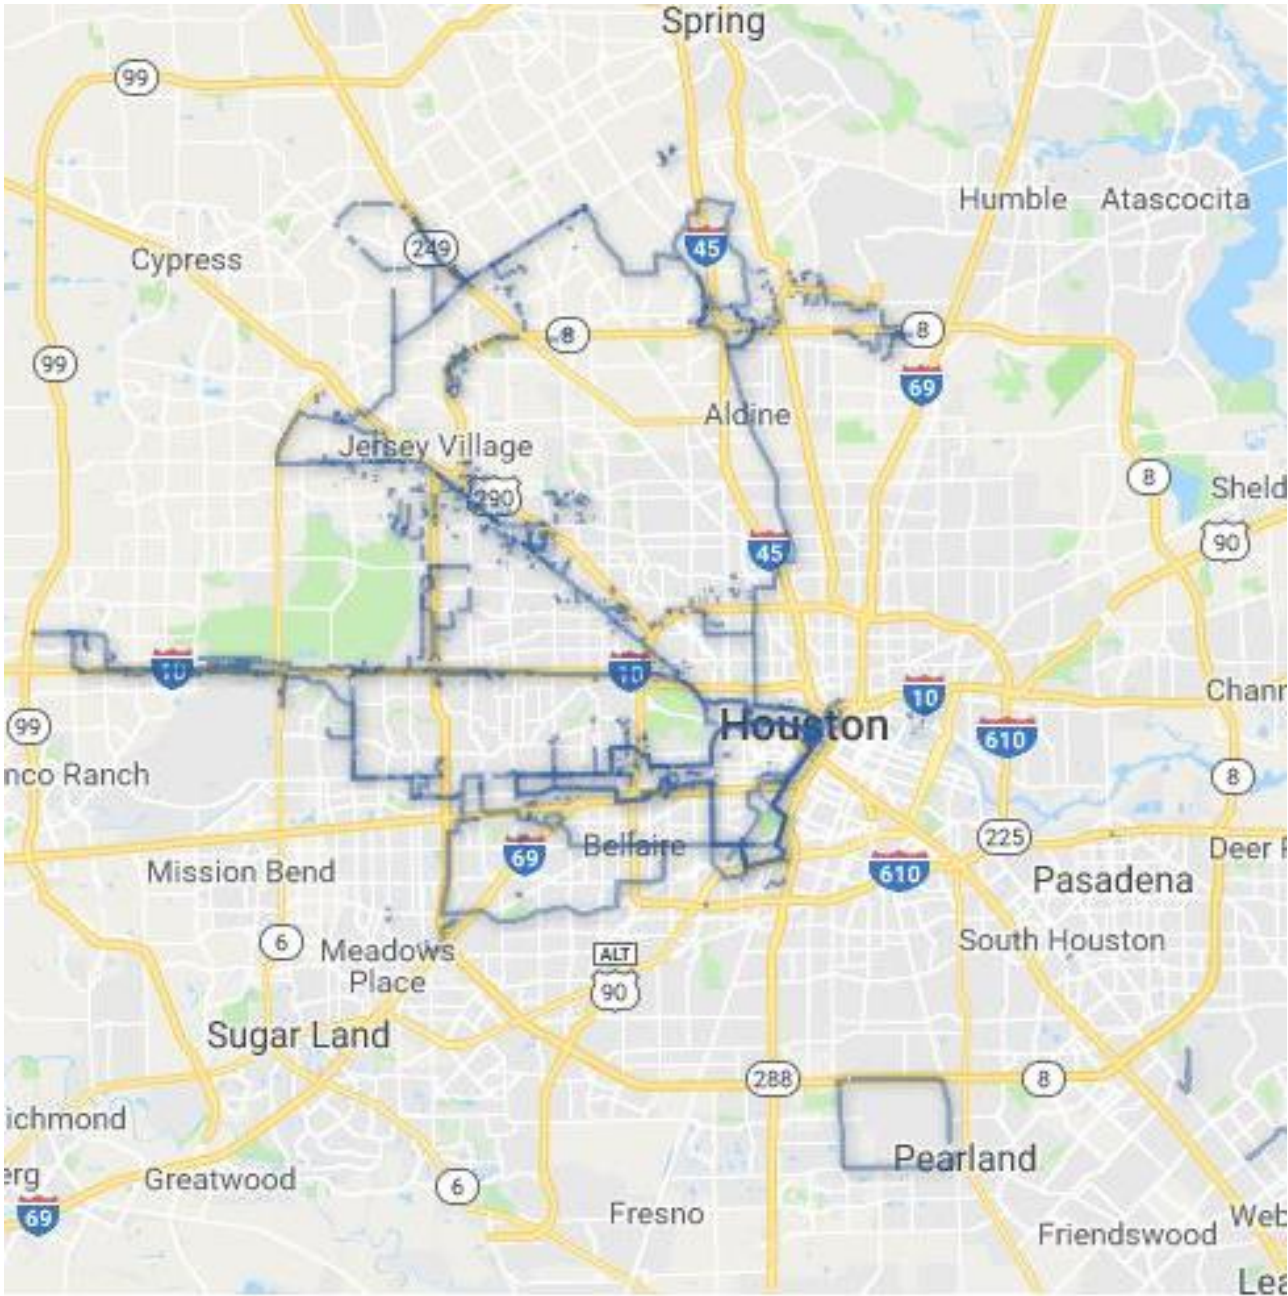 Spring
99
Humble
Atascocita
249
45
Cypress
8
8
99
69
Aldine
Jersey Village
290
8
Sheld
90
45
10
10
10
Chann
99
Houston
610
nco Ranch
8
225
Bellaire
69
Deer P
Mission Bend
610
Pasadena
6
Meadows
Place
South Houston
ALT
90
Sugar Land
288
8
ichmond
Pearland
erg
Greatwood
6
69
Fresno
Web
Friendswood
Lea